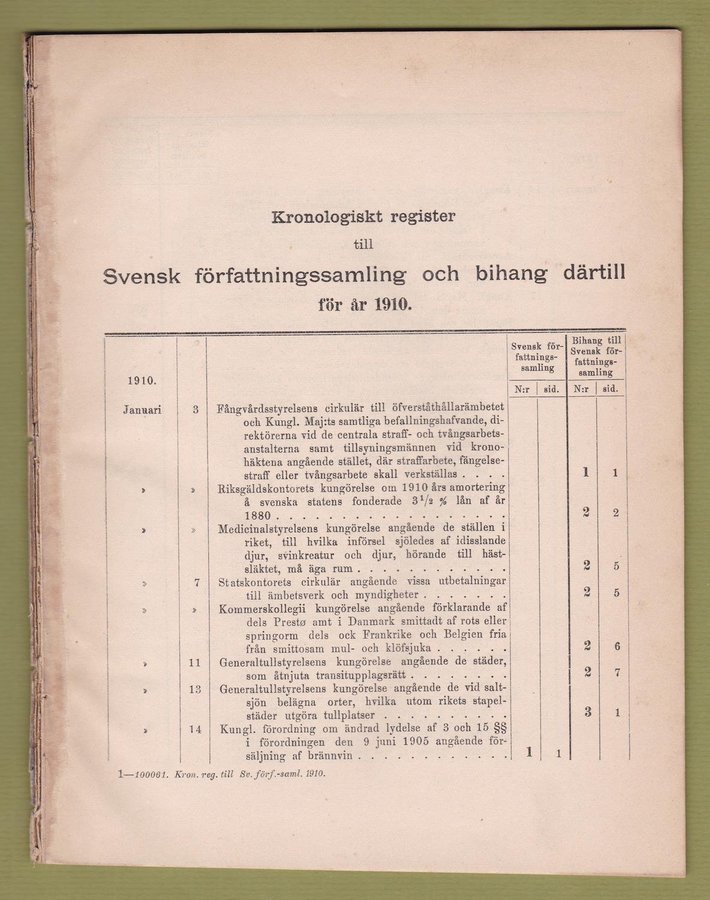 Kronologiskt register
till
Svensk författningssamling och bihang därtill
för år 1910.
Svensk för-
fattnings-
samling
Bihang till
Svensk för-
fattnings-
samling
1910.
N:r sid. N:r sid.
Januari 3 Fångvårdsstyrelsens cirkulär till öfverståthållarämbetet
och Kungl. Maj:ts samtliga befallningshafvande, di-
rektörerna vid de centrala straff- och tvångsarbets-
anstalterna samt tillsyningsmännen vid krono-
häktena angående stället, där straffarbete, fängelse-
straff eller tvångsarbete skall verkställas . . . . 1 1
» » Riksgäldskontorets kungörelse om 1910 års amortering
å svenska statens fonderade 3 1/2 % lån af år
1880 . . . . . . . . . . . . . . . . . . 2 2
» » Medicinalstyrelsens kungörelse angående de ställen i
riket, till hvilka införsel sjöledes af idisslande
djur, svinkreatur och djur, hörande till häst-
släktet, må äga rum . . . . . . . . . . . . 2 5
» 7 Statskontorets cirkulär angående vissa utbetalningar
till ämbetsverk och myndigheter . . . . . . . 2 5
» » Kommerskollegii kungörelse angående förklarande af
dels Prestø amt i Danmark smittadt af rots eller
springorm dels ock Frankrike och Belgien fria
från smittosam mul- och klöfsjuka . . . . . . 2 6
» 11 Generaltullstyrelsens kungörelse angående de städer,
som åtnjuta transitupplagsrätt . . . . . . . . 2 7
» 13 Generaltullstyrelsens kungörelse angående de vid salt-
sjön belägna orter, hvilka utom rikets stapel-
städer utgöra tullplatser . . . . . . . . . . 3 1
» 14 Kungl. förordning om ändrad lydelse af 3 och 15 §§
i förordningen den 9 juni 1905 angående för-
säljning af brännvin . . . . . . . . . . . . 1 1
1—100061. Kron. reg. till Sv. förf.-saml. 1910.